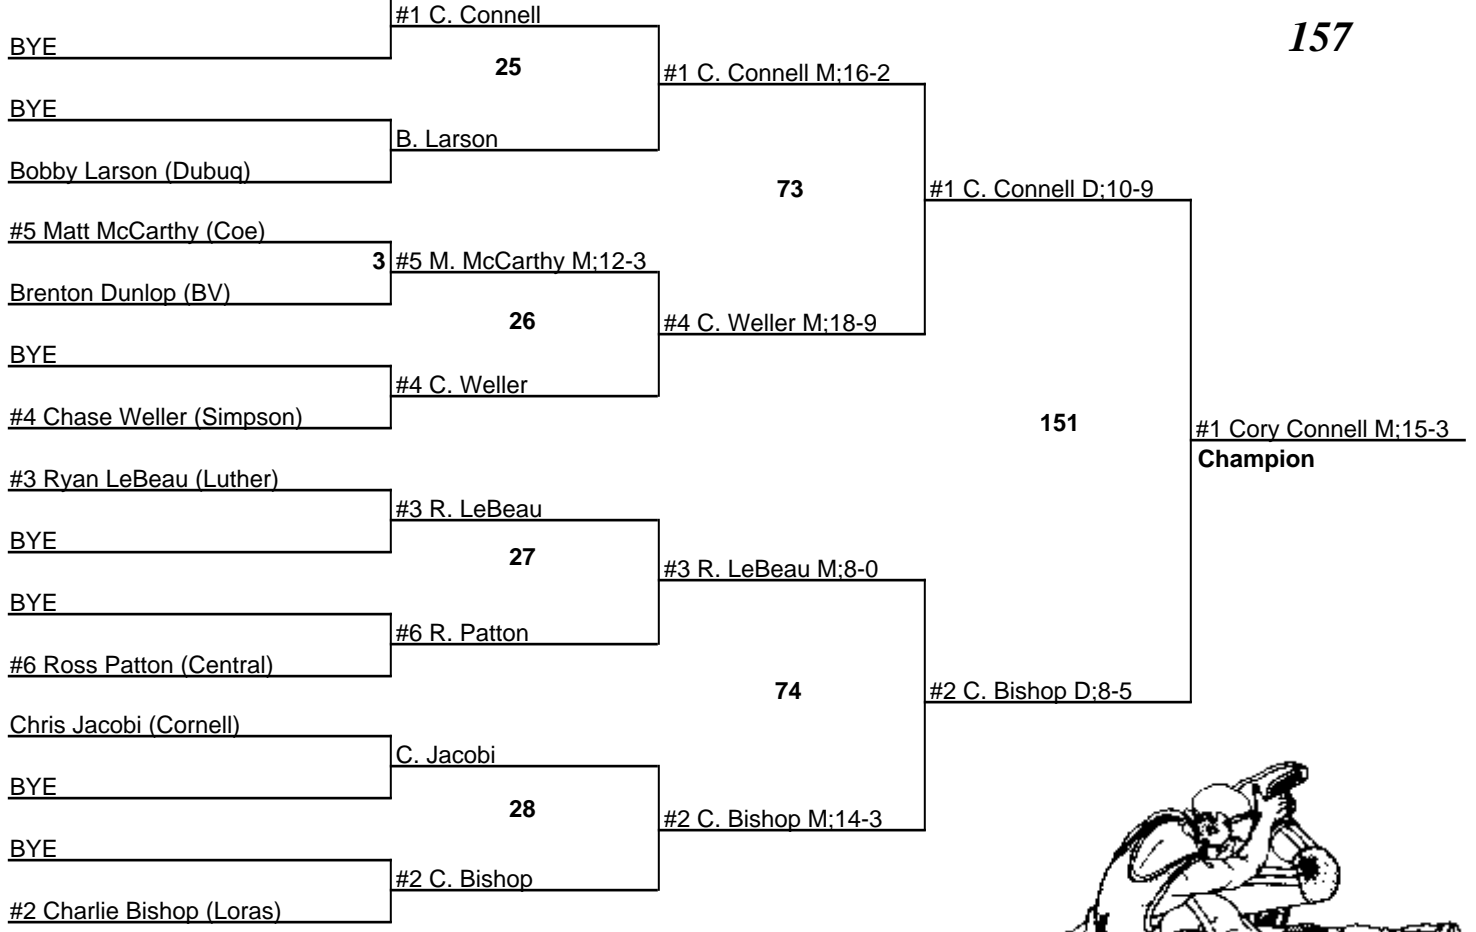 157
BYE
BYE
Bobby Larson (Dubuq)
#5 Matt McCarthy (Coe)
Brenton Dunlop (BV)
BYE
#4 Chase Weller (Simpson)
#3 Ryan LeBeau (Luther)
BYE
BYE
#6 Ross Patton (Central)
Chris Jacobi (Cornell)
BYE
BYE
#2 Charlie Bishop (Loras)
#1 C. Connell
25
B. Larson
3
#5 M. McCarthy M;12-3
26
#4 C. Weller
#3 R. LeBeau
27
#6 R. Patton
C. Jacobi
28
#2 C. Bishop
#1 C. Connell M;16-2
73
#4 C. Weller M;18-9
#3 R. LeBeau M;8-0
74
#2 C. Bishop M;14-3
#1 C. Connell D;10-9
151
#2 C. Bishop D;8-5
#1 Cory Connell M;15-3
Champion